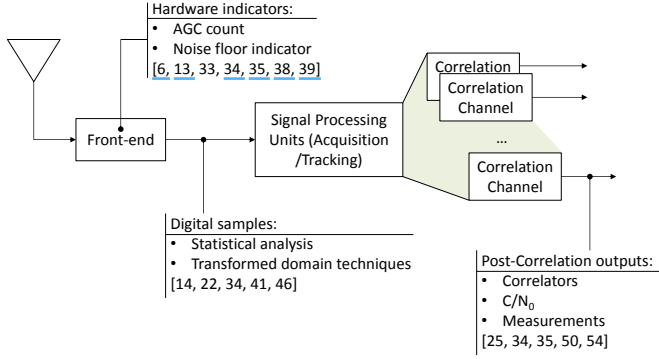 Hardware indicators:
• AGC count
• Noise floor indicator
[6, 13, 33, 34, 35, 38, 39]
Front-end
Signal Processing
Units (Acquisition
/Tracking)
Correlation
Correlation
Channel
...
Correlation
Channel
Digital samples:
• Statistical analysis
• Transformed domain techniques
[14, 22, 34, 41, 46]
Post-Correlation outputs:
• Correlators
• C/N₀
• Measurements
[25, 34, 35, 50, 54]